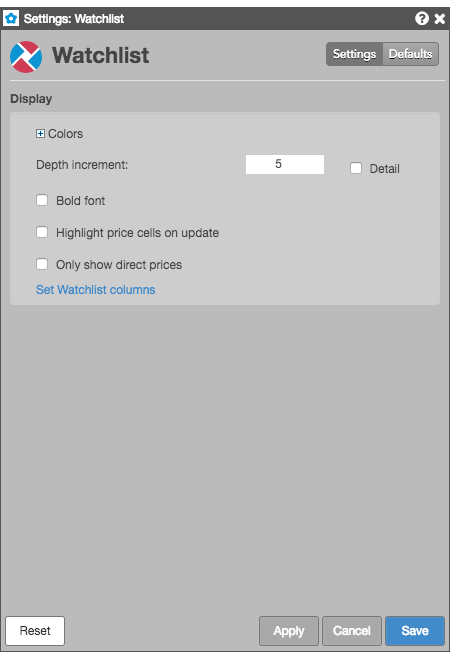 Settings: Watchlist
Watchlist
Settings Defaults
Display
Colors
Depth increment: 5 Detail
Bold font
Highlight price cells on update
Only show direct prices
Set Watchlist columns
Reset Apply Cancel Save